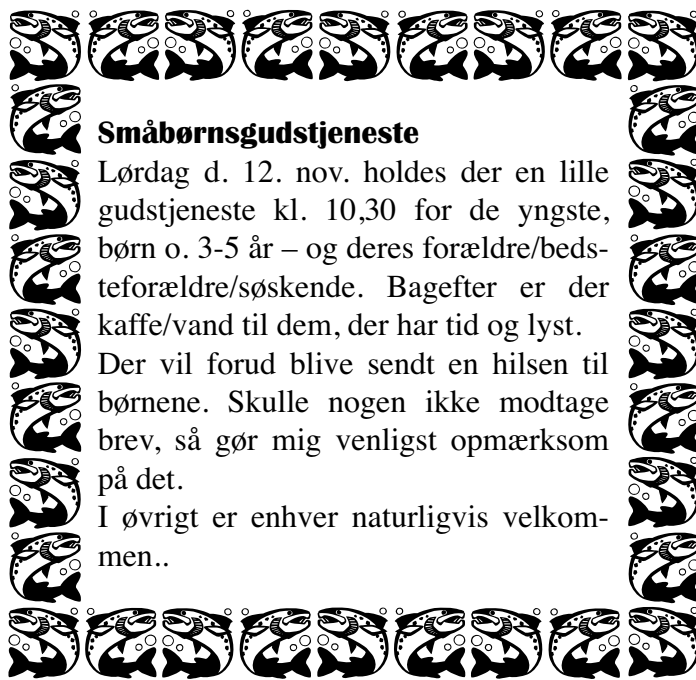 Småbørnsgudstjeneste
Lørdag d. 12. nov. holdes der en lille
gudstjeneste kl. 10,30 for de yngste,
børn o. 3-5 år – og deres forældre/beds-
teforældre/søskende. Bagefter er der
kaffe/vand til dem, der har tid og lyst.
Der vil forud blive sendt en hilsen til
børnene. Skulle nogen ikke modtage
brev, så gør mig venligst opmærksom
på det.
I øvrigt er enhver naturligvis velkom-
men..